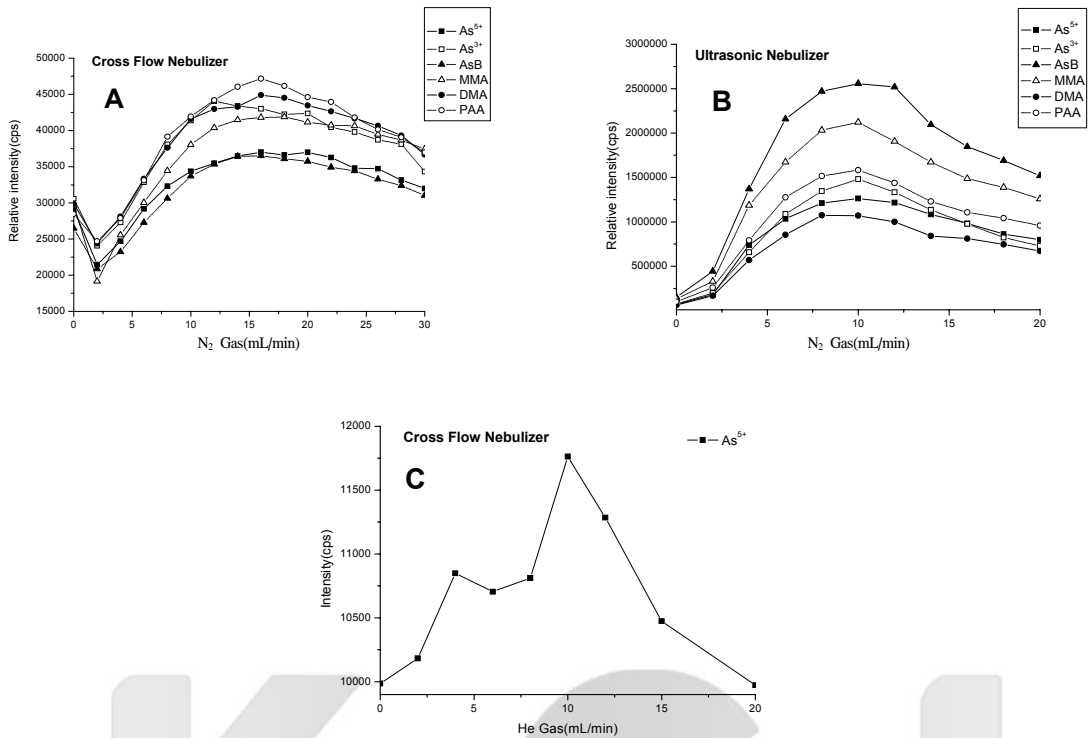 Cross Flow Nebulizer
A
As5+
As3+
AsB
MMA
DMA
PAA
Relative intensity(cps)
50000
45000
40000
35000
30000
25000
20000
15000
0 5 10 15 20 25 30
N2 Gas(mL/min)
Ultrasonic Nebulizer
B
As5+
As3+
AsB
MMA
DMA
PAA
Relative intensity(cps)
3000000
2500000
2000000
1500000
1000000
500000
0 5 10 15 20
N2 Gas(mL/min)
Cross Flow Nebulizer
C
As5+
Intensity(cps)
12000
11500
11000
10500
10000
0 5 10 15 20
He Gas(mL/min)